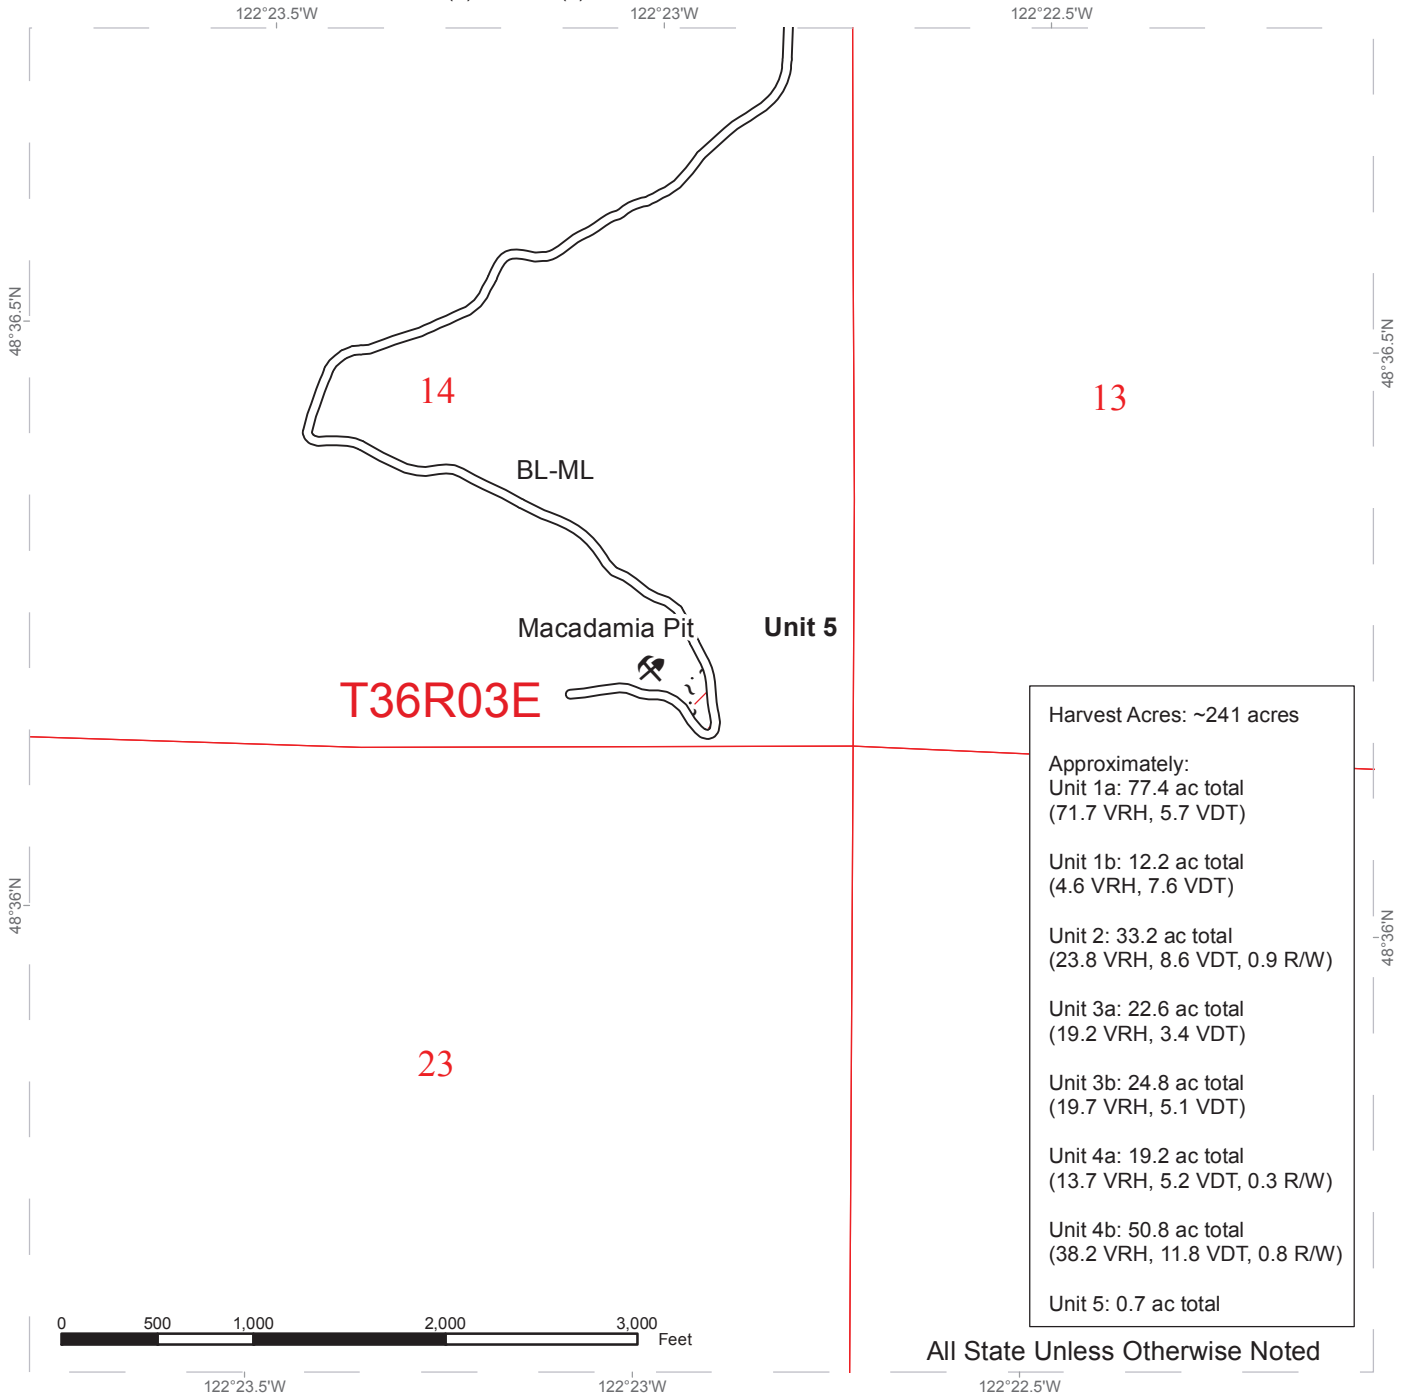 122°23.5'W
122°23'W
122°22.5'W
48°36.5'N
48°36.5'N
14
13
BL-ML
Macadamia Pit
Unit 5
T36R03E
Harvest Acres: ~241 acres
Approximately:
Unit 1a: 77.4 ac total
(71.7 VRH, 5.7 VDT)
Unit 1b: 12.2 ac total
(4.6 VRH, 7.6 VDT)
Unit 2: 33.2 ac total
(23.8 VRH, 8.6 VDT, 0.9 R/W)
Unit 3a: 22.6 ac total
(19.2 VRH, 3.4 VDT)
Unit 3b: 24.8 ac total
(19.7 VRH, 5.1 VDT)
Unit 4a: 19.2 ac total
(13.7 VRH, 5.2 VDT, 0.3 R/W)
Unit 4b: 50.8 ac total
(38.2 VRH, 11.8 VDT, 0.8 R/W)
Unit 5: 0.7 ac total
48°36'N
48°36'N
23
0 500 1,000 2,000 3,000
Feet
All State Unless Otherwise Noted
122°23.5'W
122°23'W
122°22.5'W